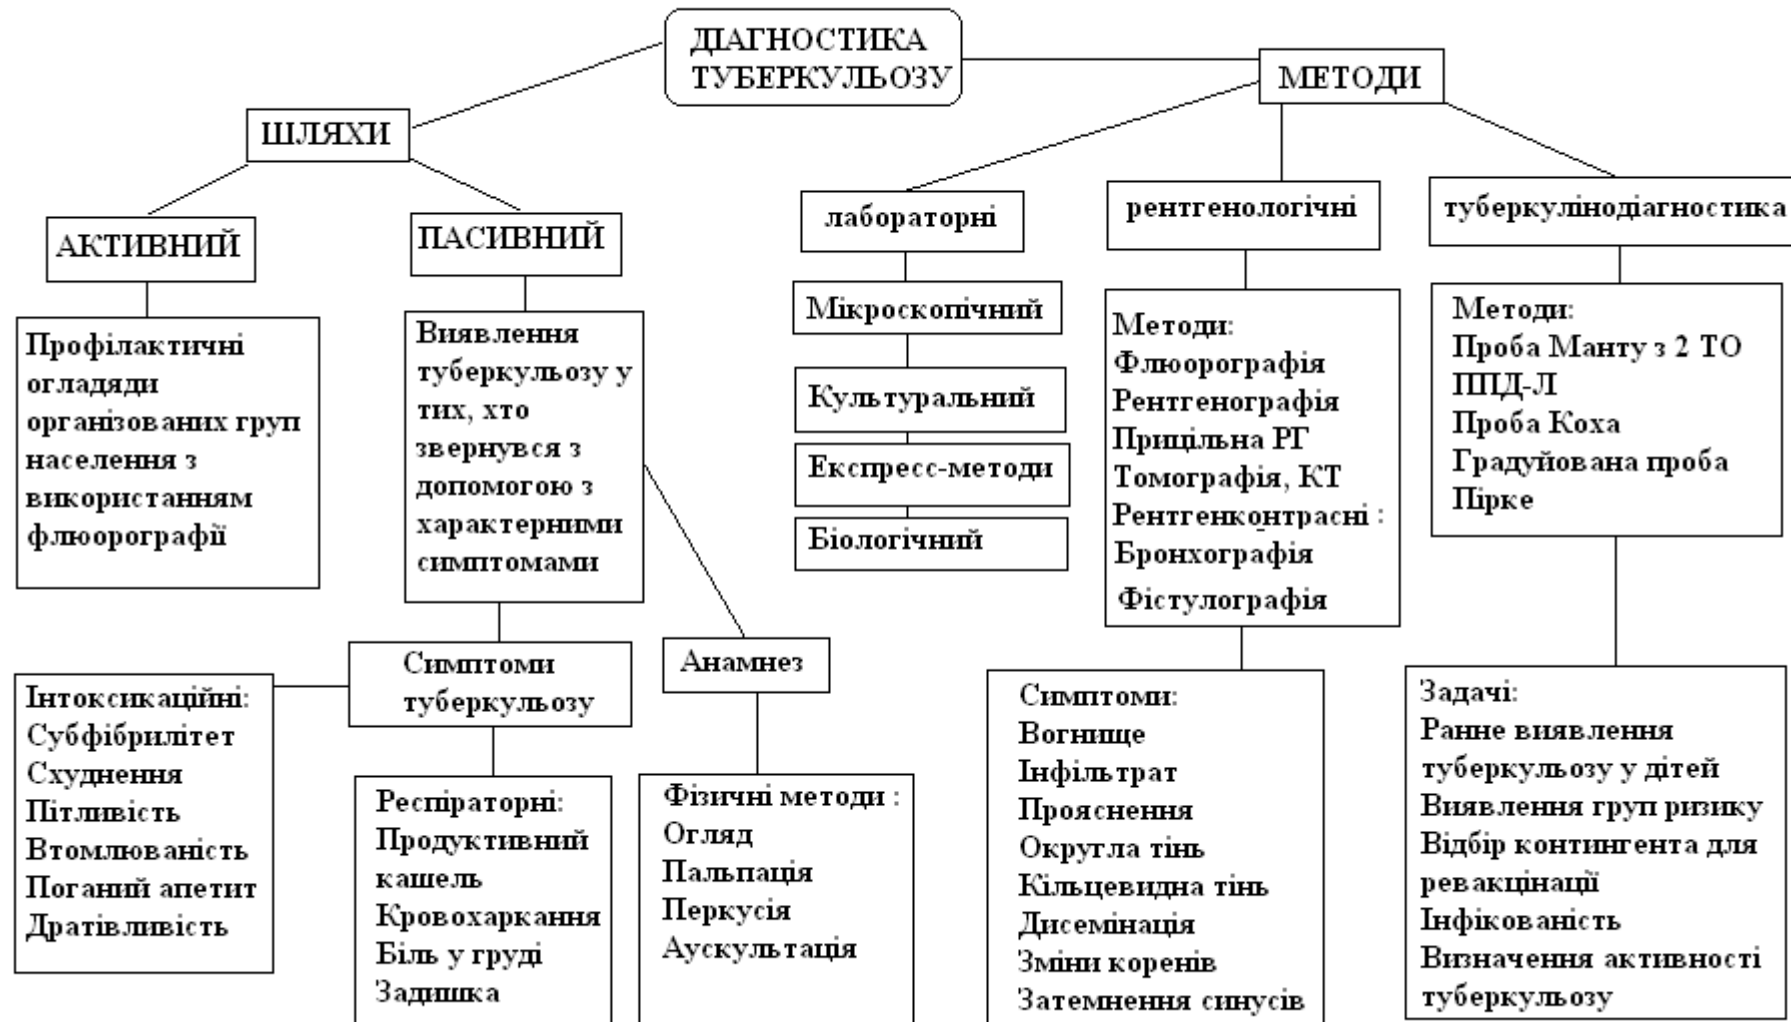 ДІАГНОСТИКА
ТУБЕРКУЛЬОЗУ
МЕТОДИ
ШЛЯХИ
АКТИВНИЙ
ПАСИВНИЙ
лабораторні
рентгенологічні
туберкулінодіагностика
Профілактичні
огладяди
організованих груп
населення з
використанням
флюорографії
Виявлення
туберкульозу у
тих, хто
звернувся з
допомогою з
характерними
симптомами
Мікроскопічний
Культуральний
Експресс-методи
Біологічний
Методи:
Флюорографія
Рентгенографія
Прицільна РГ
Томографія, КТ
Рентгенконтрасні :
Бронхографія
Фістулографія
Методи:
Проба Манту з 2 ТО
ППД-Л
Проба Коха
Градуйована проба
Пірке
Симптоми
туберкульозу
Анамнез
Інтоксикаційні:
Субфібрилітет
Схуднення
Пітливість
Втомлюваність
Поганий апетит
Дратівливість
Респіраторні:
Продуктивний
кашель
Кровохаркання
Біль у груді
Задишка
Фізичні методи :
Огляд
Пальпація
Перкусія
Аускультація
Симптоми:
Вогнище
Інфільтрат
Прояснення
Округла тінь
Кільцевидна тінь
Дисемінація
Зміни коренів
Затемнення синусів
Задачі:
Раннє виявлення
туберкульозу у дітей
Виявлення груп ризику
Відбір контингента для
ревакцінації
Інфікованість
Визначення активності
туберкульозу